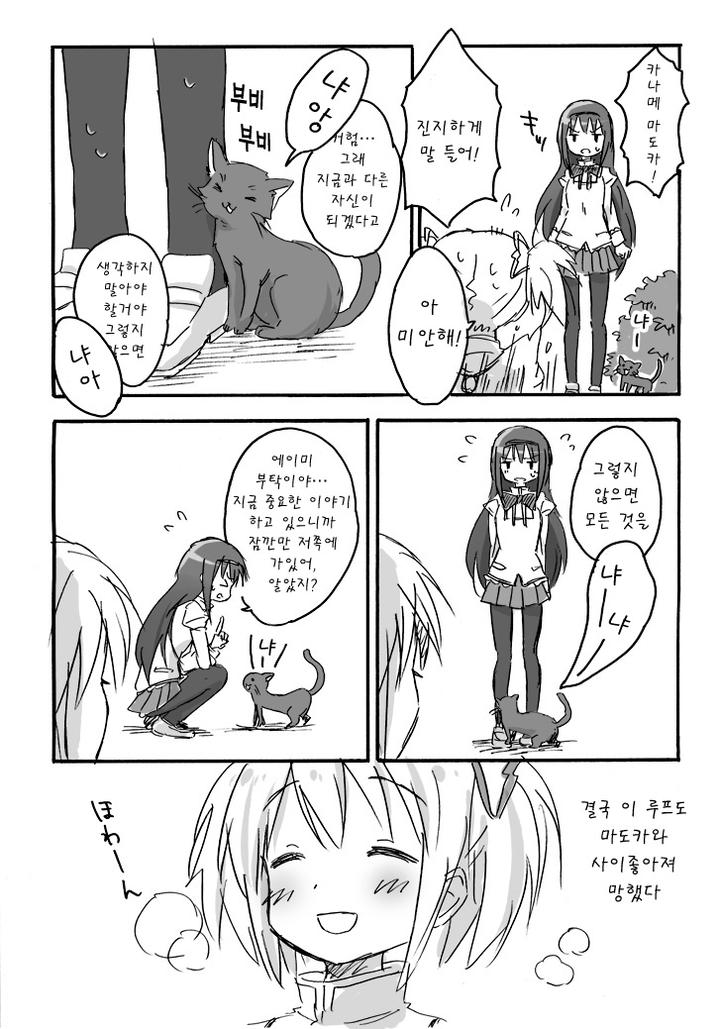 카
나
메
마
도
카!
キッ
진지하게
말 들어!
아
미안해!
냐ー
냐
앙
부비
부비
그래
지금과 다른
자신이
되겠다고
생각하지
말아야
할거야
그렇지
않으면
냐
아
그렇지
않으면
모든 것을
냐
ー
냐
에이미
부탁이야…
지금 중요한 이야기
하고 있으니까
잠깐만 저쪽에
가있어,
알았지?
냐
결국 이 루프도
마도카와
사이좋아져
망했다
ほわーん